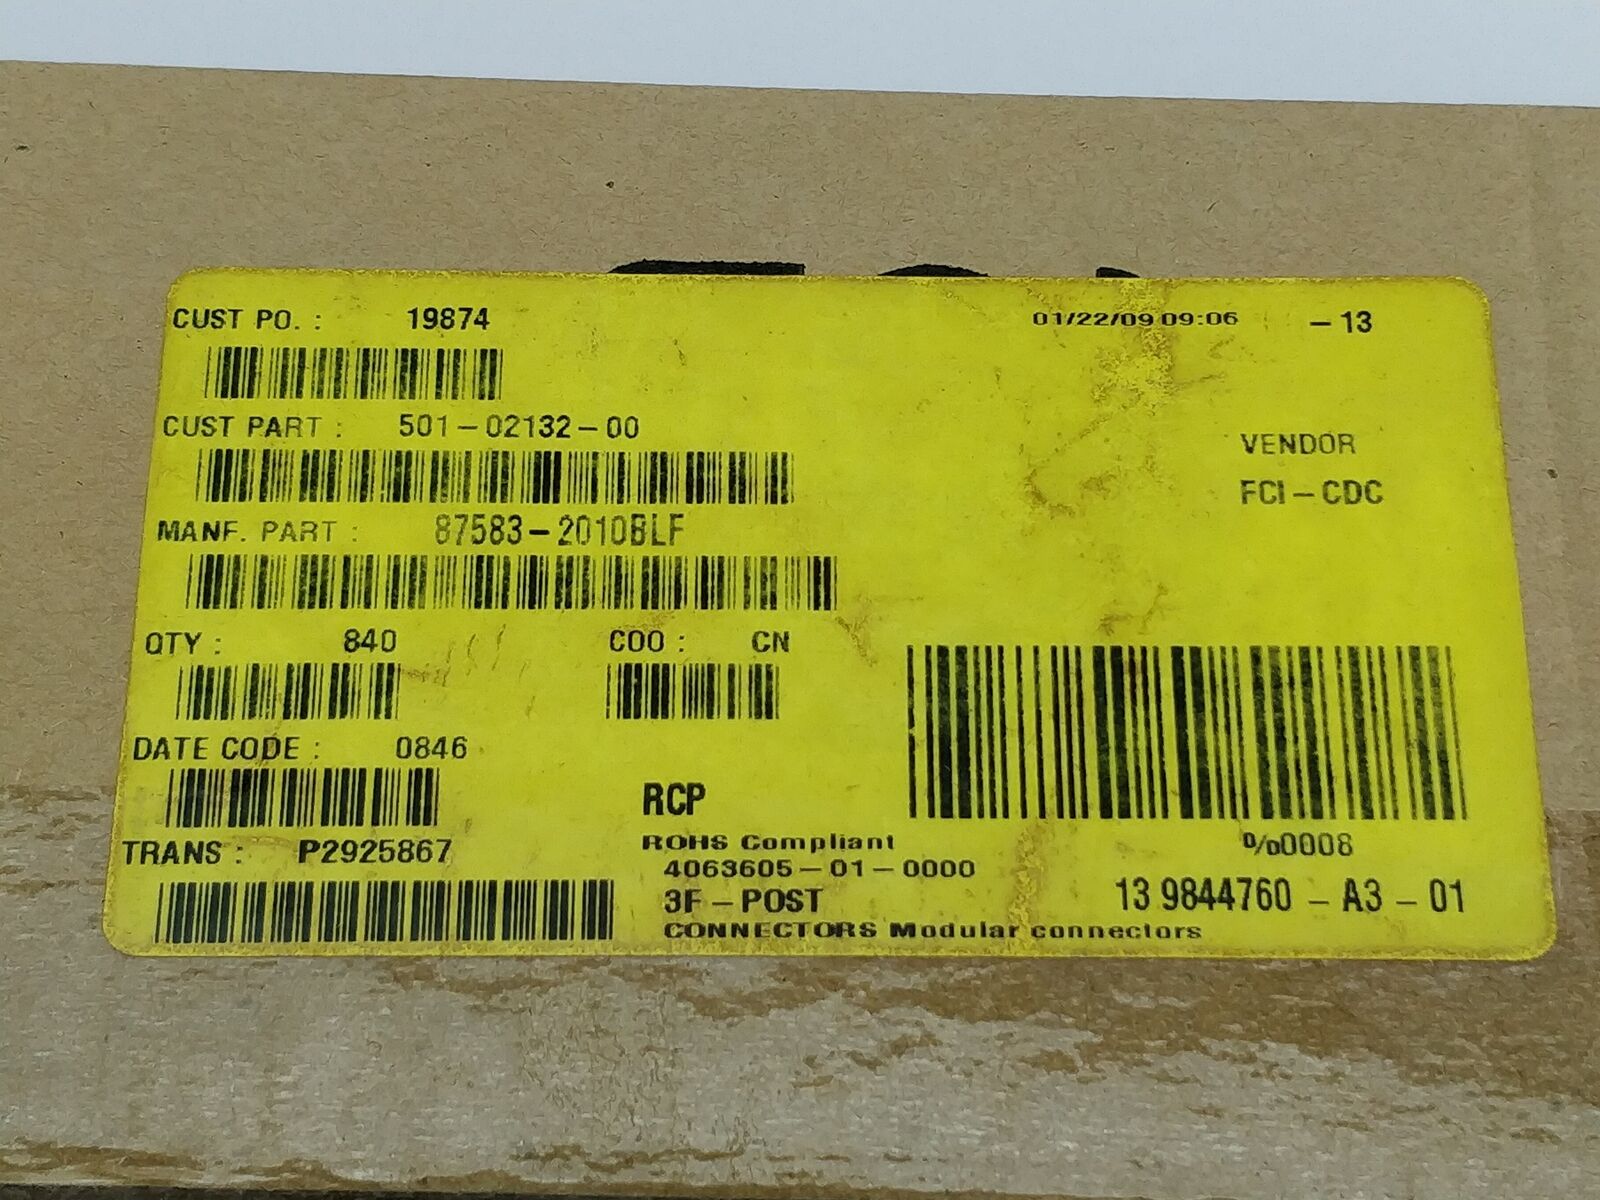 CUST PO. : 19874 01/22/09 09:06 - 13
CUST PART : 501-02132-00
VENDOR
FCI-CDC
MANF. PART : 87583-2010BLF
QTY : 840 COO : CN
DATE CODE : 0846
RCP
TRANS : P2925867
ROHS Compliant
4063605-01-0000
3F-POST
CONNECTORS Modular connectors
%0008
13 9844760 - A3 - 01